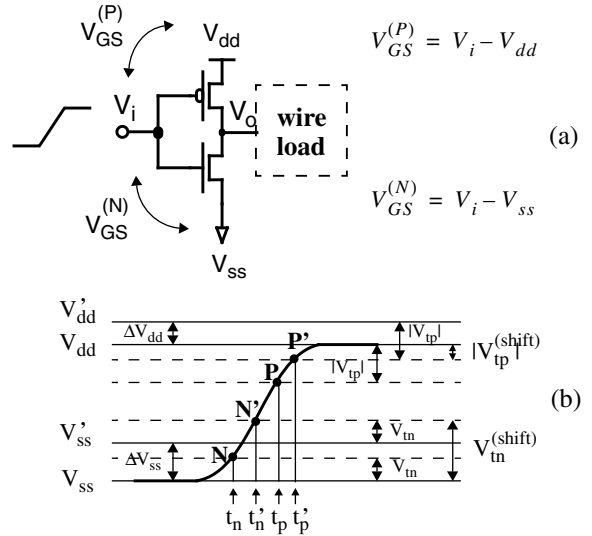 V_GS^(P)
V_dd
V_GS^(P) = V_i − V_dd
V_i
V_o
wire
load
(a)
V_GS^(N)
V_GS^(N) = V_i − V_ss
V_ss
V'_dd
ΔV_dd
|V_tp|
V_dd
P'
|V_tp|
|V_tp|^(shift)
P
(b)
N'
V'_ss
V_tn
V_tn^(shift)
ΔV_ss
N
V_tn
V_ss
t_n t'_n t_p t'_p